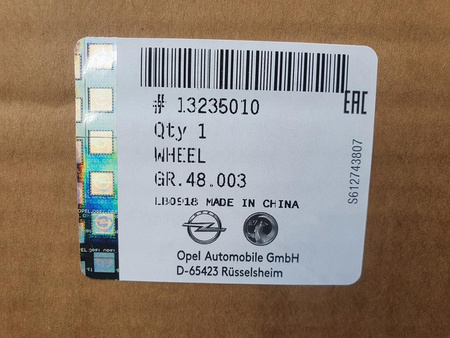 # 13235010
EAC
Qty 1
WHEEL
GR.48.003
LB0918 MADE IN CHINA
S612743807
Opel Automobile GmbH
D-65423 Rüsselsheim